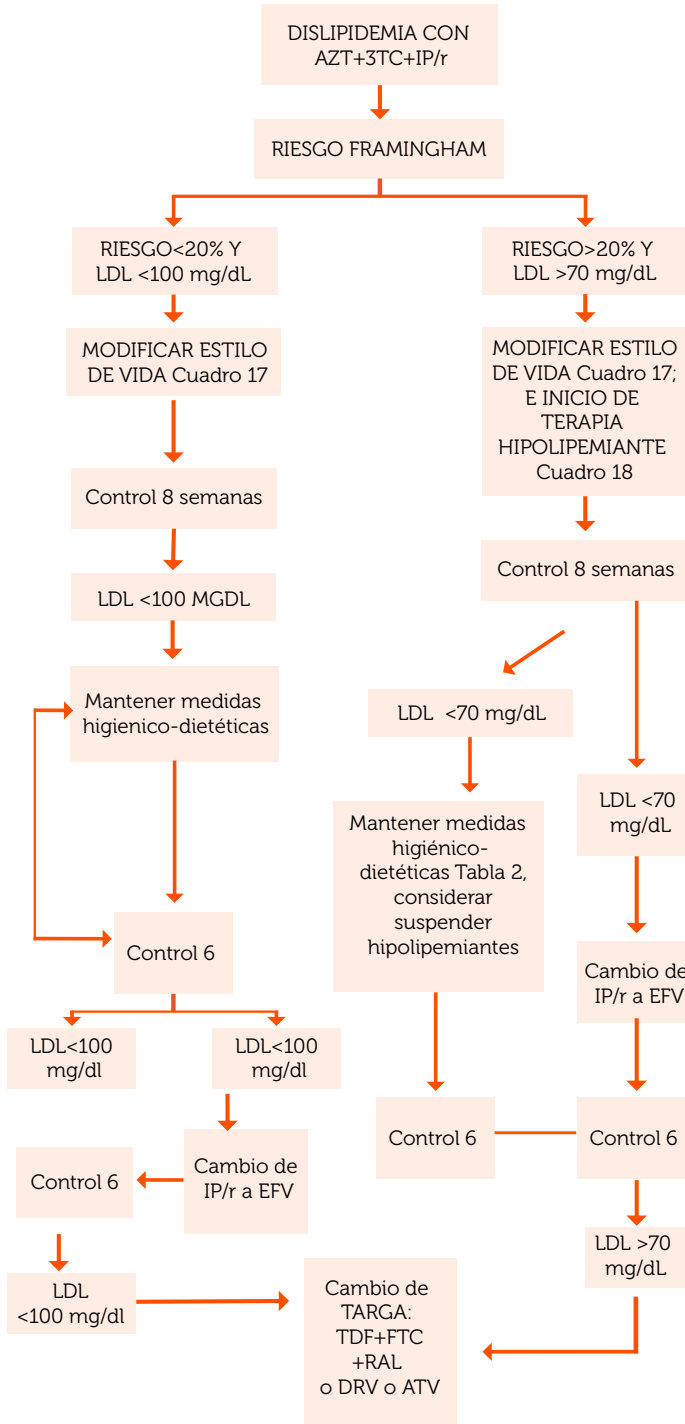 DISLIPIDEMIA CON
AZT+3TC+IP/r
RIESGO FRAMINGHAM
RIESGO<20% Y
LDL <100 mg/dL
MODIFICAR ESTILO
DE VIDA Cuadro 17
Control 8 semanas
LDL <100 MGDL
Mantener medidas
higienico-dietéticas
Control 6
LDL<100
mg/dl
LDL<100
mg/dl
Cambio de
IP/r a EFV
Control 6
LDL
<100 mg/dl
RIESGO>20% Y
LDL >70 mg/dL
MODIFICAR ESTILO
DE VIDA Cuadro 17;
E INICIO DE
TERAPIA
HIPOLIPEMIANTE
Cuadro 18
Control 8 semanas
LDL <70 mg/dL
Mantener medidas
higiénico-
dietéticas Tabla 2,
considerar
suspender
hipolipemiantes
Control 6
LDL <70
mg/dL
Cambio de
IP/r a EFV
Control 6
LDL >70
mg/dL
Cambio de
TARGA:
TDF+FTC
+RAL
o DRV o ATV